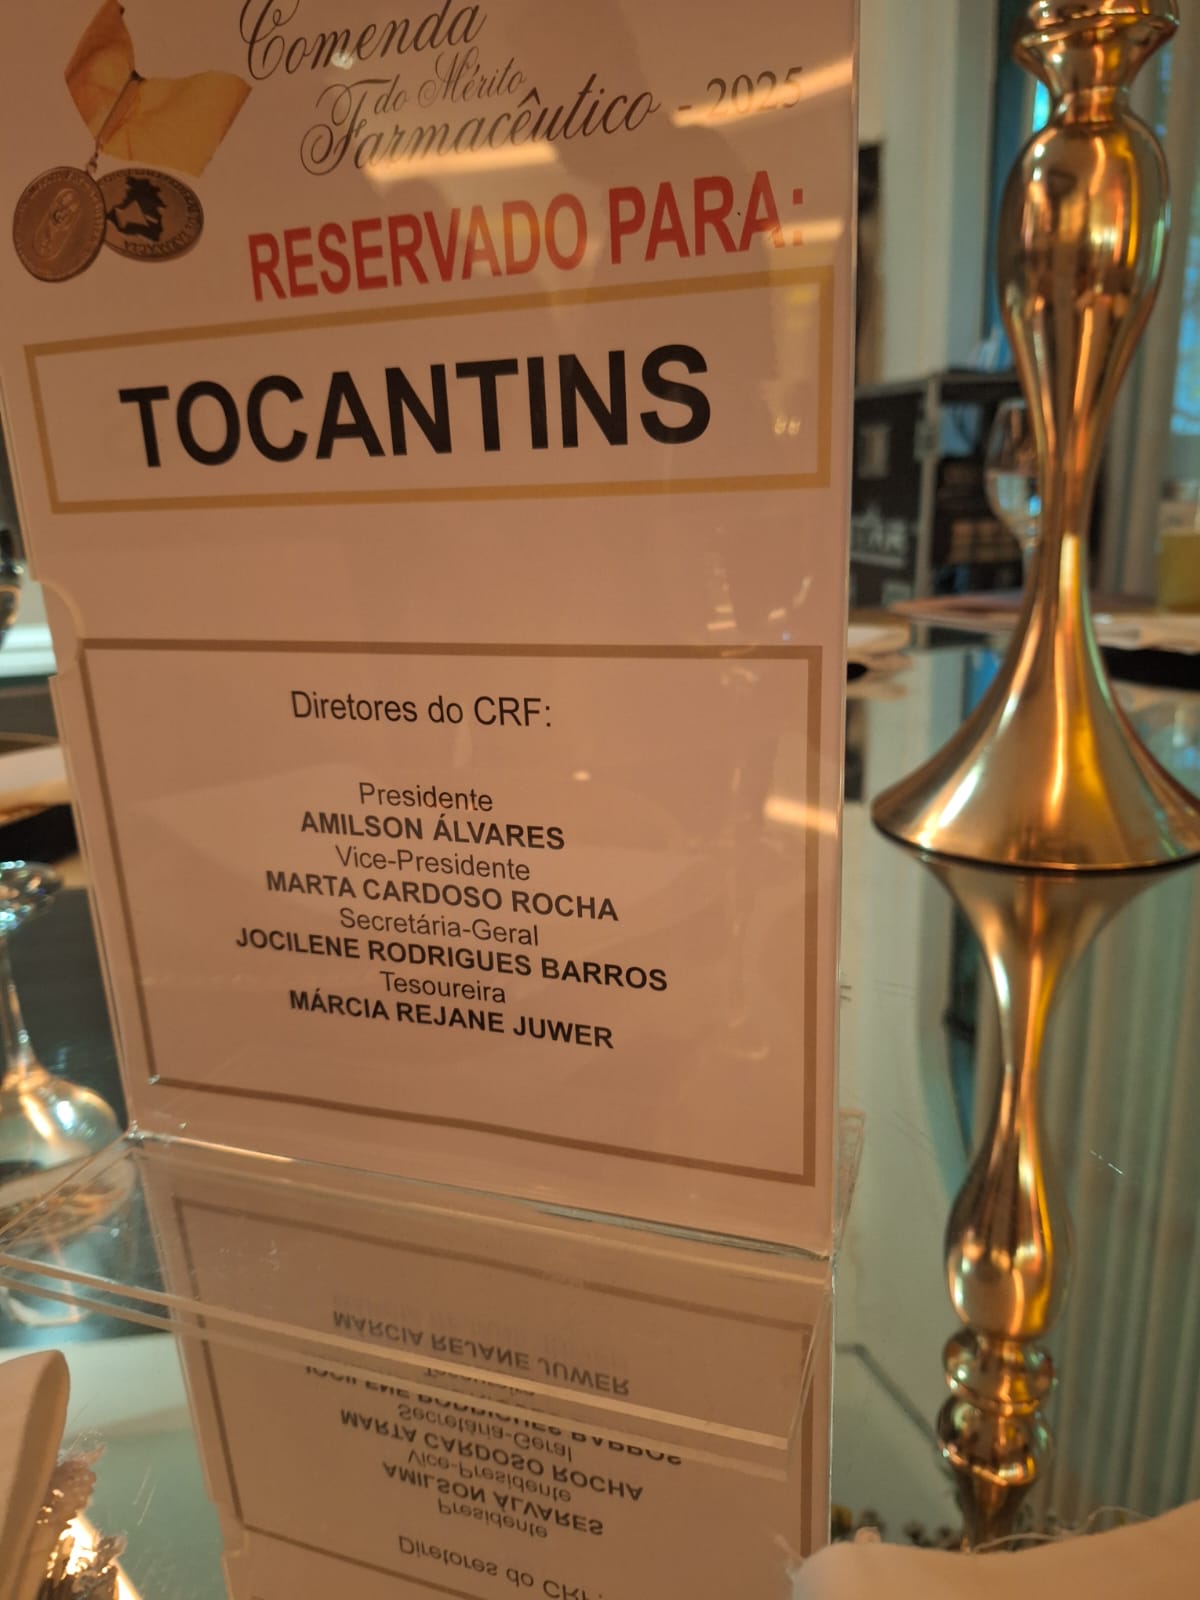 Comenda
do Mérito
Farmacêutico - 2025
RESERVADO PARA:
TOCANTINS
Diretores do CRF:
Presidente
AMILSON ÁLVARES
Vice-Presidente
MARTA CARDOSO ROCHA
Secretária-Geral
JOCILENE RODRIGUES BARROS
Tesoureira
MÁRCIA REJANE JUWER